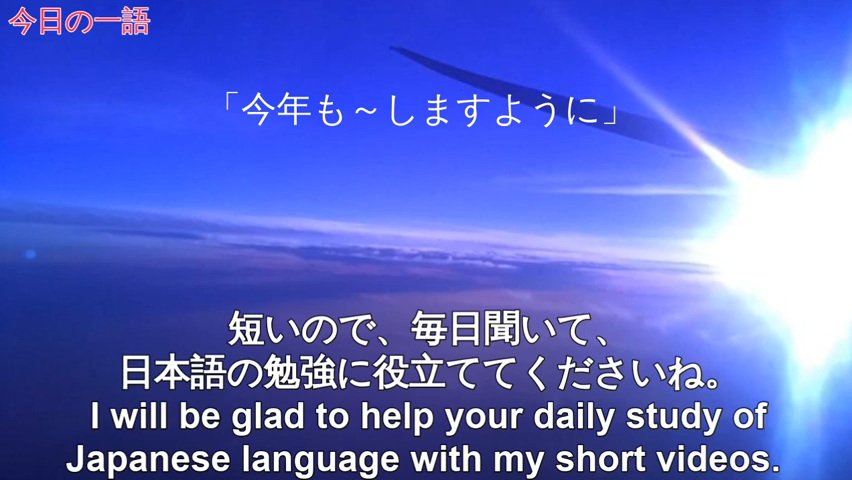 今日の一語
「今年も～しますように」
短いので、毎日聞いて、
日本語の勉強に役立ててくださいね。
I will be glad to help your daily study of
Japanese language with my short videos.